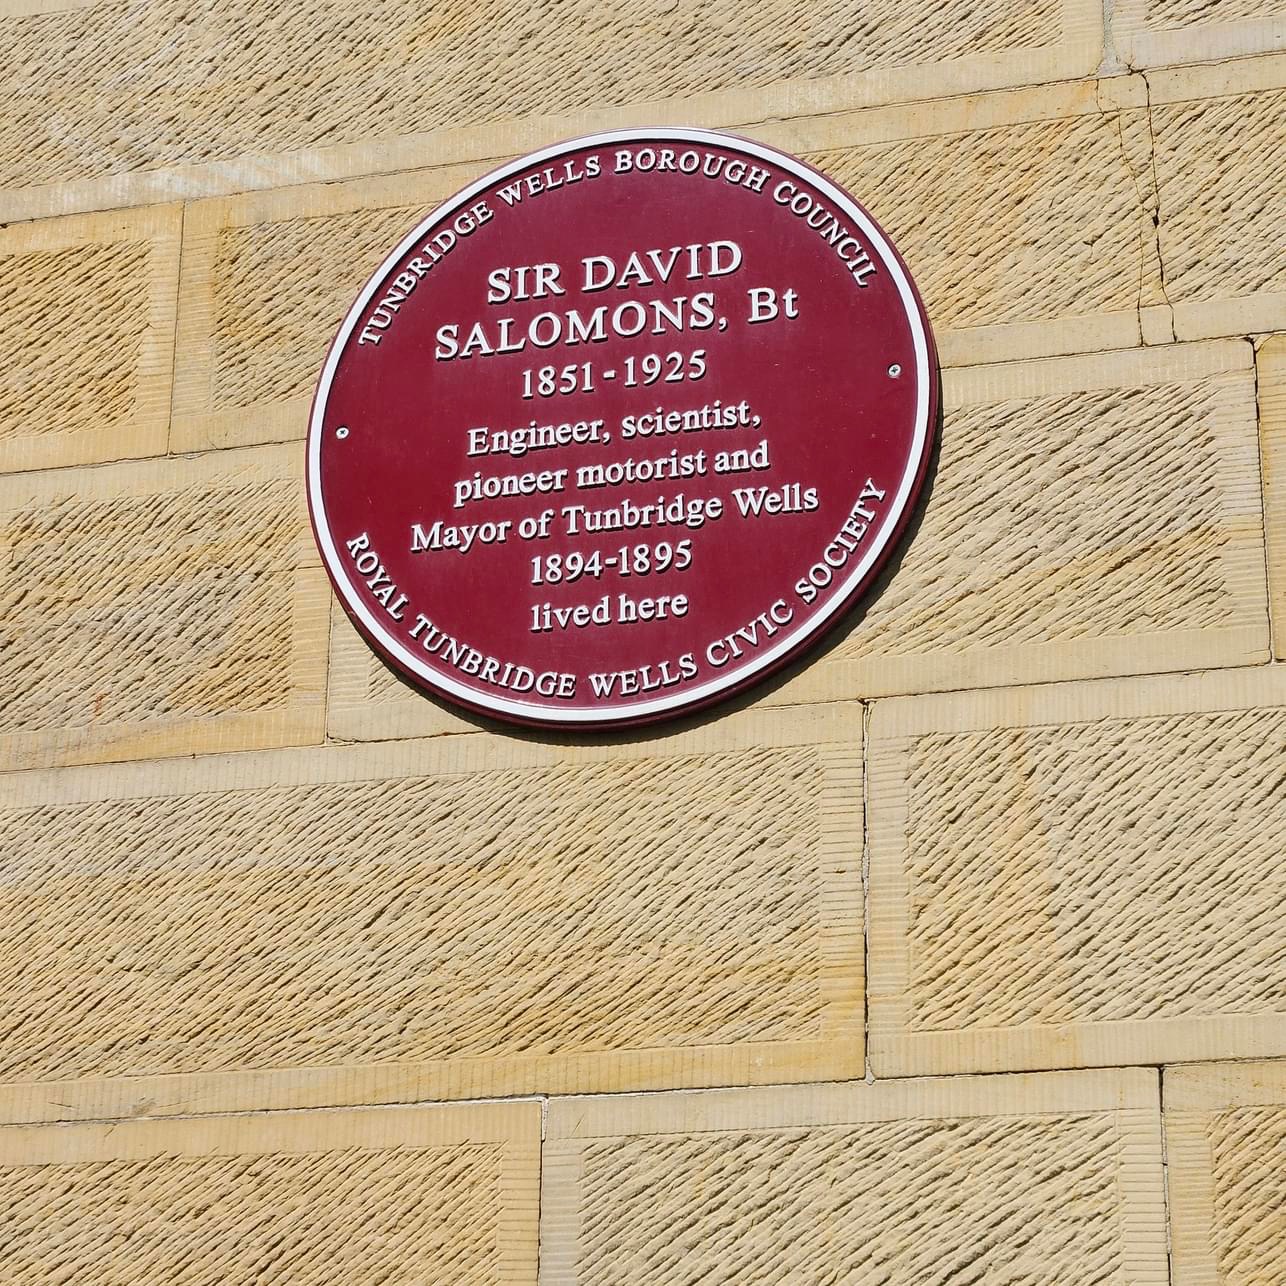 TUNBRIDGE WELLS BOROUGH COUNCIL
SIR DAVID
SALOMONS, Bt
1851-1925
Engineer, scientist,
pioneer motorist and
Mayor of Tunbridge Wells
1894-1895
lived here
ROYAL TUNBRIDGE WELLS CIVIC SOCIETY